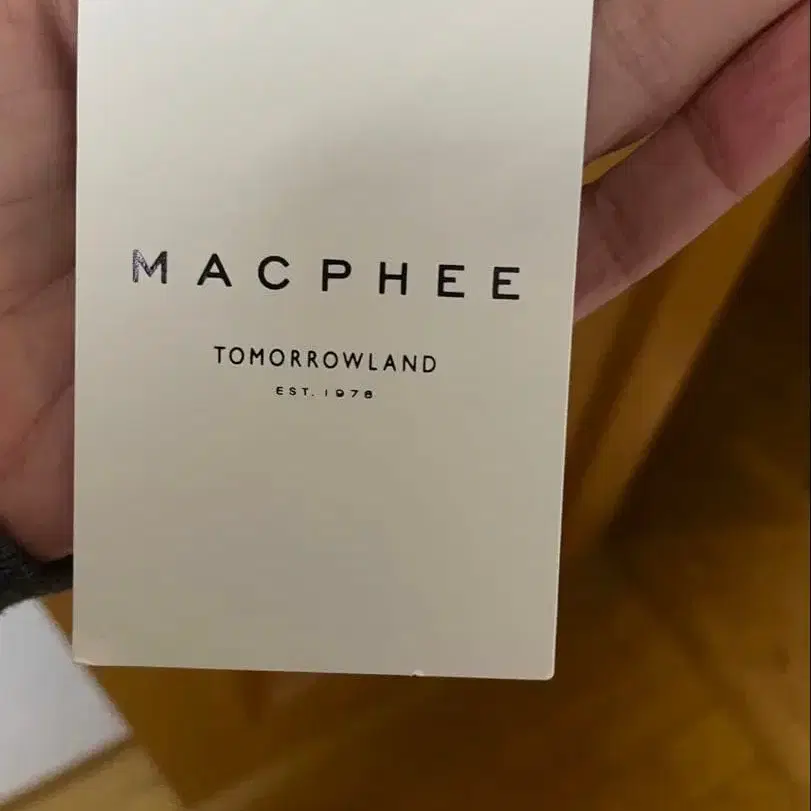 MACPHEE
TOMORROWLAND
EST. 1978